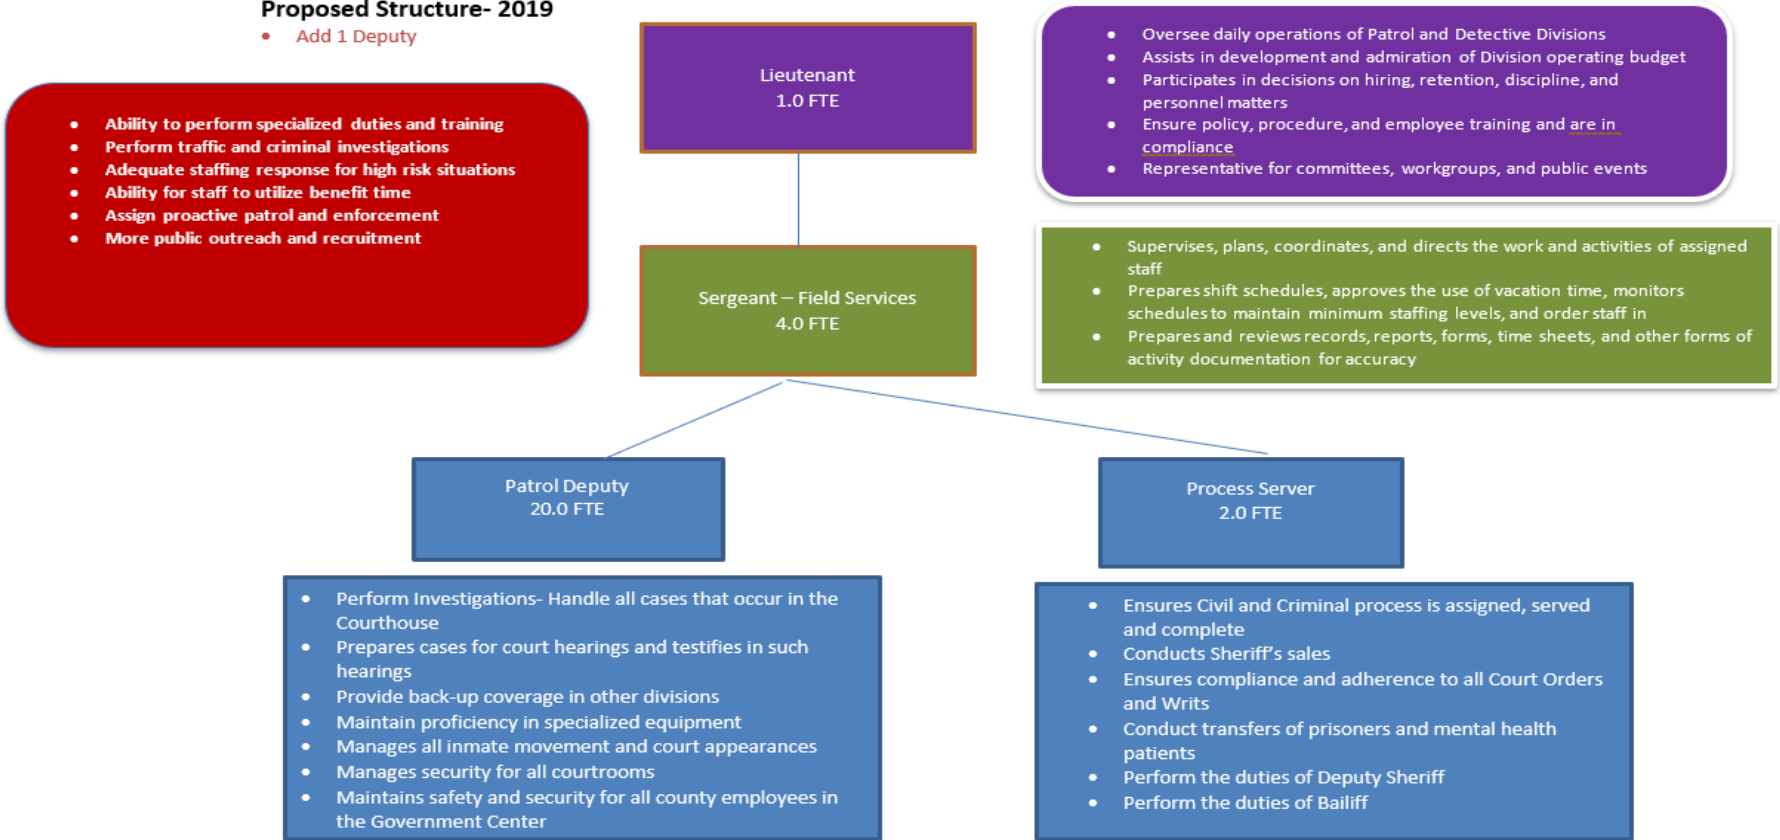 Proposed Structure- 2019
• Add 1 Deputy
• Ability to perform specialized duties and training
• Perform traffic and criminal investigations
• Adequate staffing response for high risk situations
• Ability for staff to utilize benefit time
• Assign proactive patrol and enforcement
• More public outreach and recruitment
Lieutenant
1.0 FTE
• Oversee daily operations of Patrol and Detective Divisions
• Assists in development and admiration of Division operating budget
• Participates in decisions on hiring, retention, discipline, and
personnel matters
• Ensure policy, procedure, and employee training and are in
compliance
• Representative for committees, workgroups, and public events
Sergeant – Field Services
4.0 FTE
• Supervises, plans, coordinates, and directs the work and activities of assigned
staff
• Prepares shift schedules, approves the use of vacation time, monitors
schedules to maintain minimum staffing levels, and order staff in
• Prepares and reviews records, reports, forms, time sheets, and other forms of
activity documentation for accuracy
Patrol Deputy
20.0 FTE
• Perform Investigations- Handle all cases that occur in the
Courthouse
• Prepares cases for court hearings and testifies in such
hearings
• Provide back-up coverage in other divisions
• Maintain proficiency in specialized equipment
• Manages all inmate movement and court appearances
• Manages security for all courtrooms
• Maintains safety and security for all county employees in
the Government Center
Process Server
2.0 FTE
• Ensures Civil and Criminal process is assigned, served
and complete
• Conducts Sheriff's sales
• Ensures compliance and adherence to all Court Orders
and Writs
• Conduct transfers of prisoners and mental health
patients
• Perform the duties of Deputy Sheriff
• Perform the duties of Bailiff